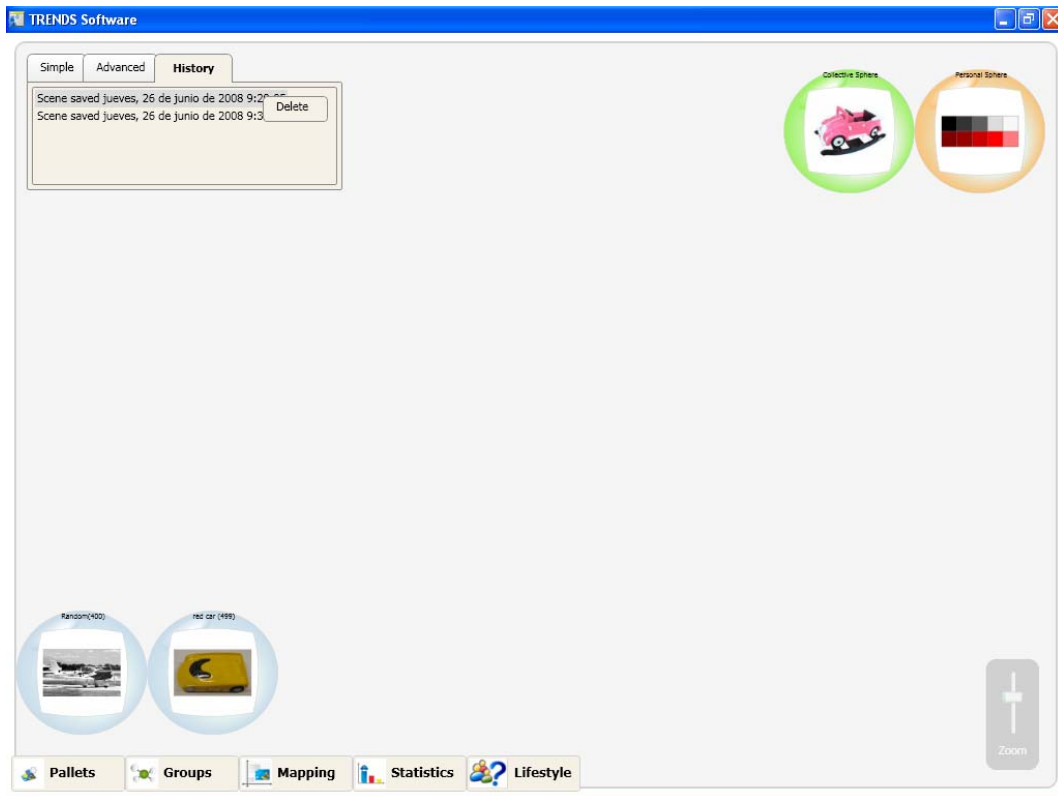 TRENDS Software
Simple Advanced History
Scene saved jueves, 26 de junio de 2008 9:2
Scene saved jueves, 26 de junio de 2008 9:3
Delete
Collective Sphere
Personal Sphere
Random(400)
red car (499)
Zoom
Pallets Groups Mapping Statistics Lifestyle